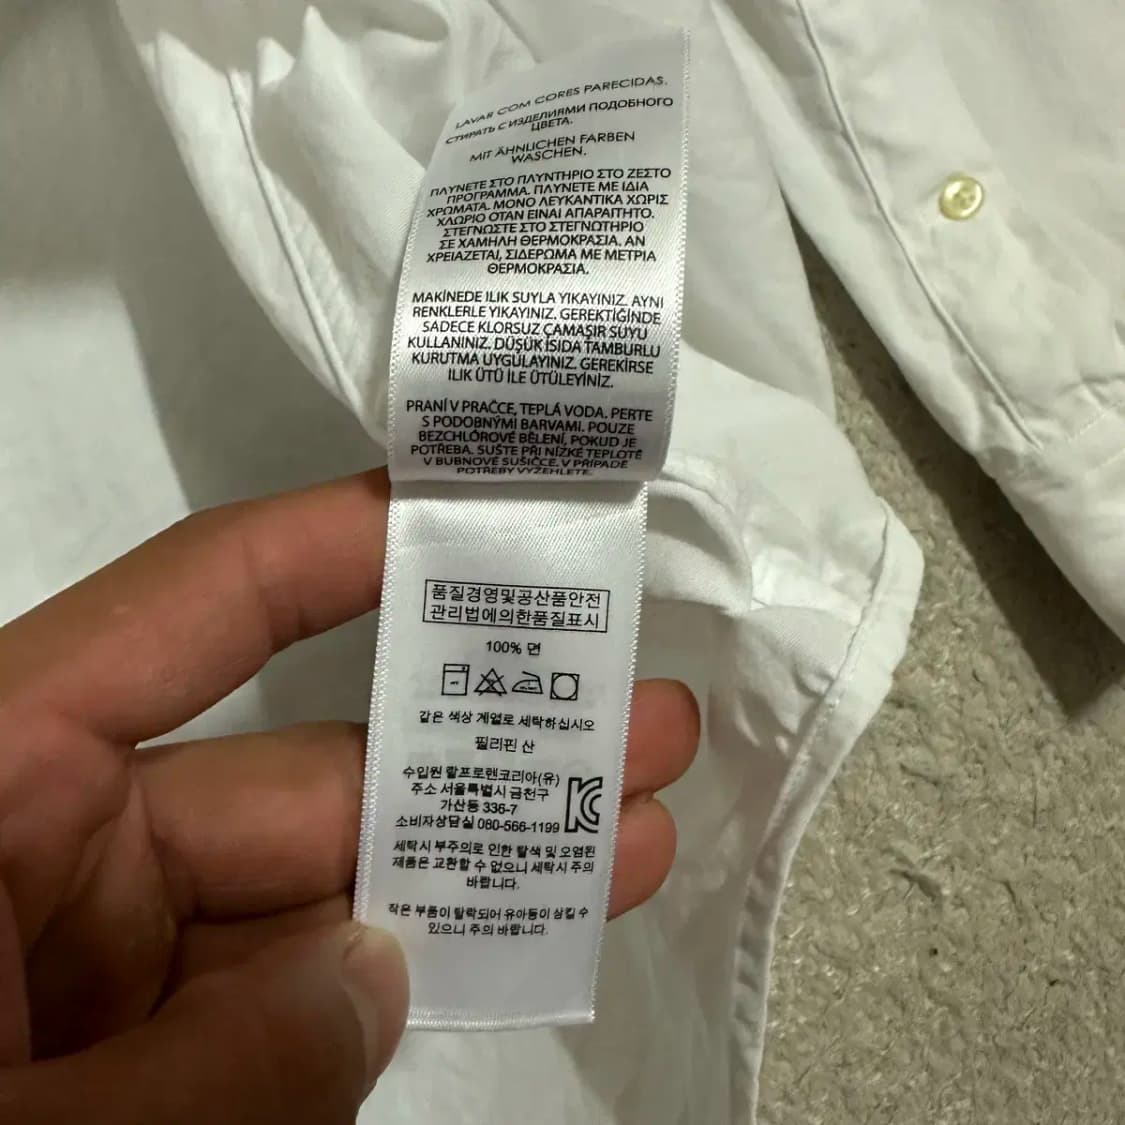 LAVAR COM CORES PARECIDAS.
СТИРАТЬ С ИЗДЕЛИЯМИ ПОДОБНОГО
ЦВЕТА.
MIT ÄHNLICHEN FARBEN
WASCHEN.
ΠΛΥΝΕΤΕ ΣΤΟ ΠΛΥΝΤΗΡΙΟ ΣΤΟ ΖΕΣΤΟ
ΠΡΟΓΡΑΜΜΑ. ΠΛΥΝΕΤΕ ΜΕ ΙΔΙΑ
ΧΡΩΜΑΤΑ. ΜΟΝΟ ΛΕΥΚΑΝΤΙΚΑ ΧΩΡΙΣ
ΧΛΩΡΙΟ ΟΤΑΝ ΕΙΝΑΙ ΑΠΑΡΑΙΤΗΤΟ.
ΣΤΕΓΝΩΣΤΕ ΣΤΟ ΣΤΕΓΝΩΤΗΡΙΟ
ΣΕ ΧΑΜΗΛΗ ΘΕΡΜΟΚΡΑΣΙΑ. ΑΝ
ΧΡΕΙΑΖΕΤΑΙ, ΣΙΔΕΡΩΜΑ ΜΕ ΜΕΤΡΙΑ
ΘΕΡΜΟΚΡΑΣΙΑ.
MAKİNEDE ILIK SUYLA YIKAYINIZ. AYNI
RENKLERLE YIKAYINIZ. GEREKTİĞİNDE
SADECE KLORSUZ ÇAMAŞIR SUYU
KULLANINIZ. DÜŞÜK ISIDA TAMBURLU
KURUTMA UYGULAYINIZ. GEREKIRSE
ILIK ÜTÜ İLE ÜTÜLEYİNİZ.
PRANÍ V PRAČCE, TEPLÁ VODA. PERTE
S PODOBNÝMI BARVAMI. POUZE
BEZCHLÓROVÉ BĚLENÍ, POKUD JE
POTŘEBA. SUŠTE PŘI NÍZKÉ TEPLOTĚ
V BUBNOVÉ SUŠIČCE. V PŘÍPADĚ
POTŘEBY VYŽEHLETE.
품질경영및공산품안전
관리법에의한품질표시
100% 면
같은 색상 계열로 세탁하십시오
필리핀 산
수입원 랄프로렌코리아(유)
주소 서울특별시 금천구
가산동 336-7
소비자상담실 080-566-1199
KC
세탁시 부주의로 인한 탈색 및 오염된
제품은 교환할 수 없으니 세탁시 주의
바랍니다.
작은 부품이 탈락되어 유아등이 삼킬 수
있으니 주의 바랍니다.